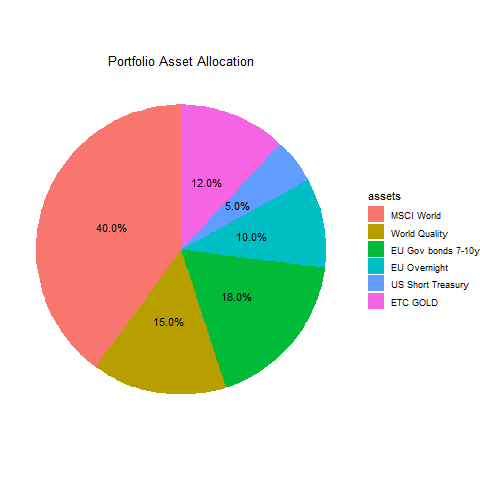 Portfolio Asset Allocation
12.0%
5.0%
10.0%
18.0%
15.0%
40.0%
assets
MSCI World
World Quality
EU Gov bonds 7-10y
EU Overnight
US Short Treasury
ETC GOLD